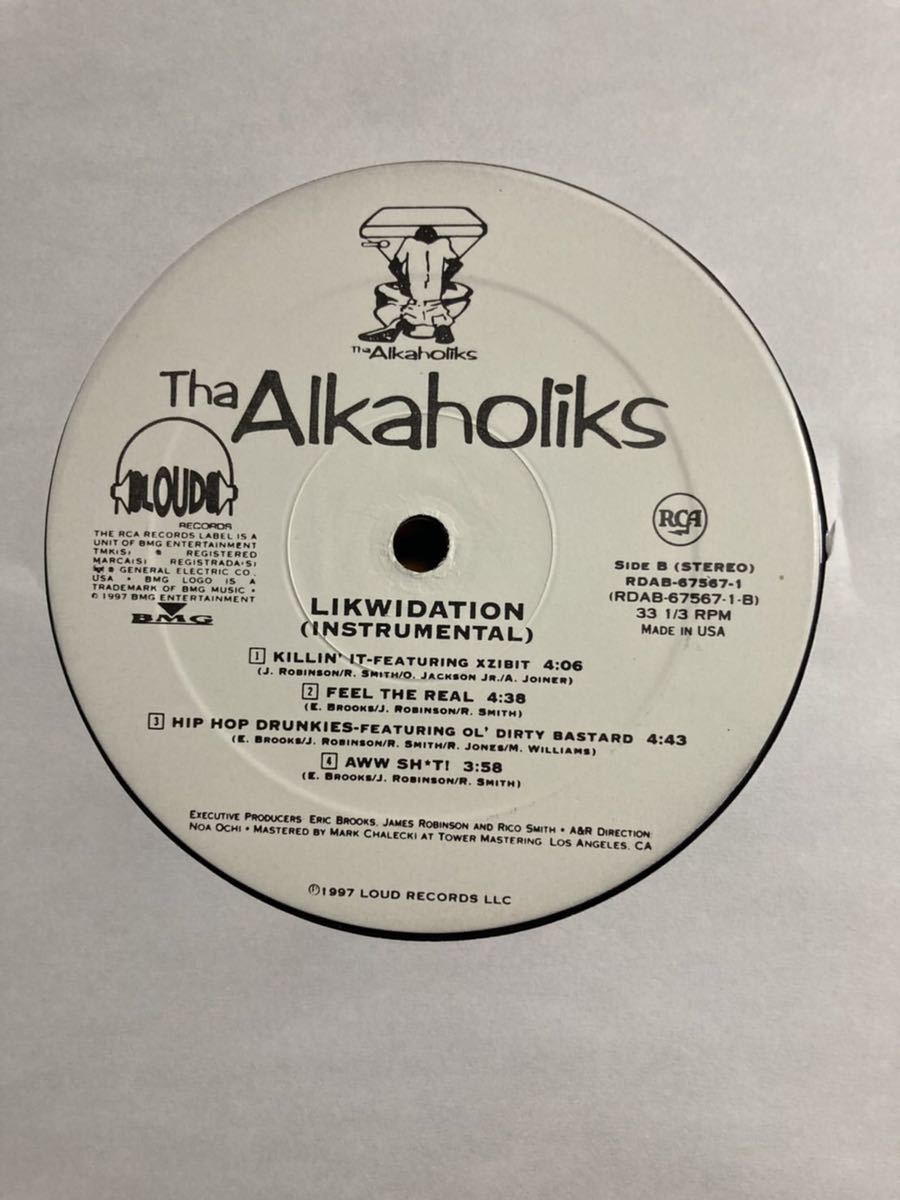 Tha Alkaholiks
Tha Alkaholiks
LOUD
RECORDS
THE RCA RECORDS LABEL IS A
UNIT OF BMG ENTERTAINMENT
TMK(S) ® REGISTERED
MARCA(S) REGISTRADA(S)
® GENERAL ELECTRIC CO.,
USA • BMG LOGO IS A
TRADEMARK OF BMG MUSIC •
© 1997 BMG ENTERTAINMENT
BMG
RCA
SIDE B (STEREO)
RDAB-67567-1
(RDAB-67567-1-B)
33 1/3 RPM
MADE IN USA
LIKWIDATION
(INSTRUMENTAL)
1 KILLIN' IT-FEATURING XZIBIT 4:06
(J. ROBINSON/R. SMITH/O. JACKSON JR./A. JOINER)
2 FEEL THE REAL 4:38
(E. BROOKS/J. ROBINSON/R. SMITH)
3 HIP HOP DRUNKIES-FEATURING OL' DIRTY BASTARD 4:43
(E. BROOKS/J. ROBINSON/R. SMITH/R. JONES/M. WILLIAMS)
4 AWW SH*T! 3:58
(E. BROOKS/J. ROBINSON/R. SMITH)
EXECUTIVE PRODUCERS: ERIC BROOKS, JAMES ROBINSON AND RICO SMITH • A&R DIRECTION:
NOA OCHI • MASTERED BY MARK CHALECKI AT TOWER MASTERING, LOS ANGELES, CA
℗1997 LOUD RECORDS LLC